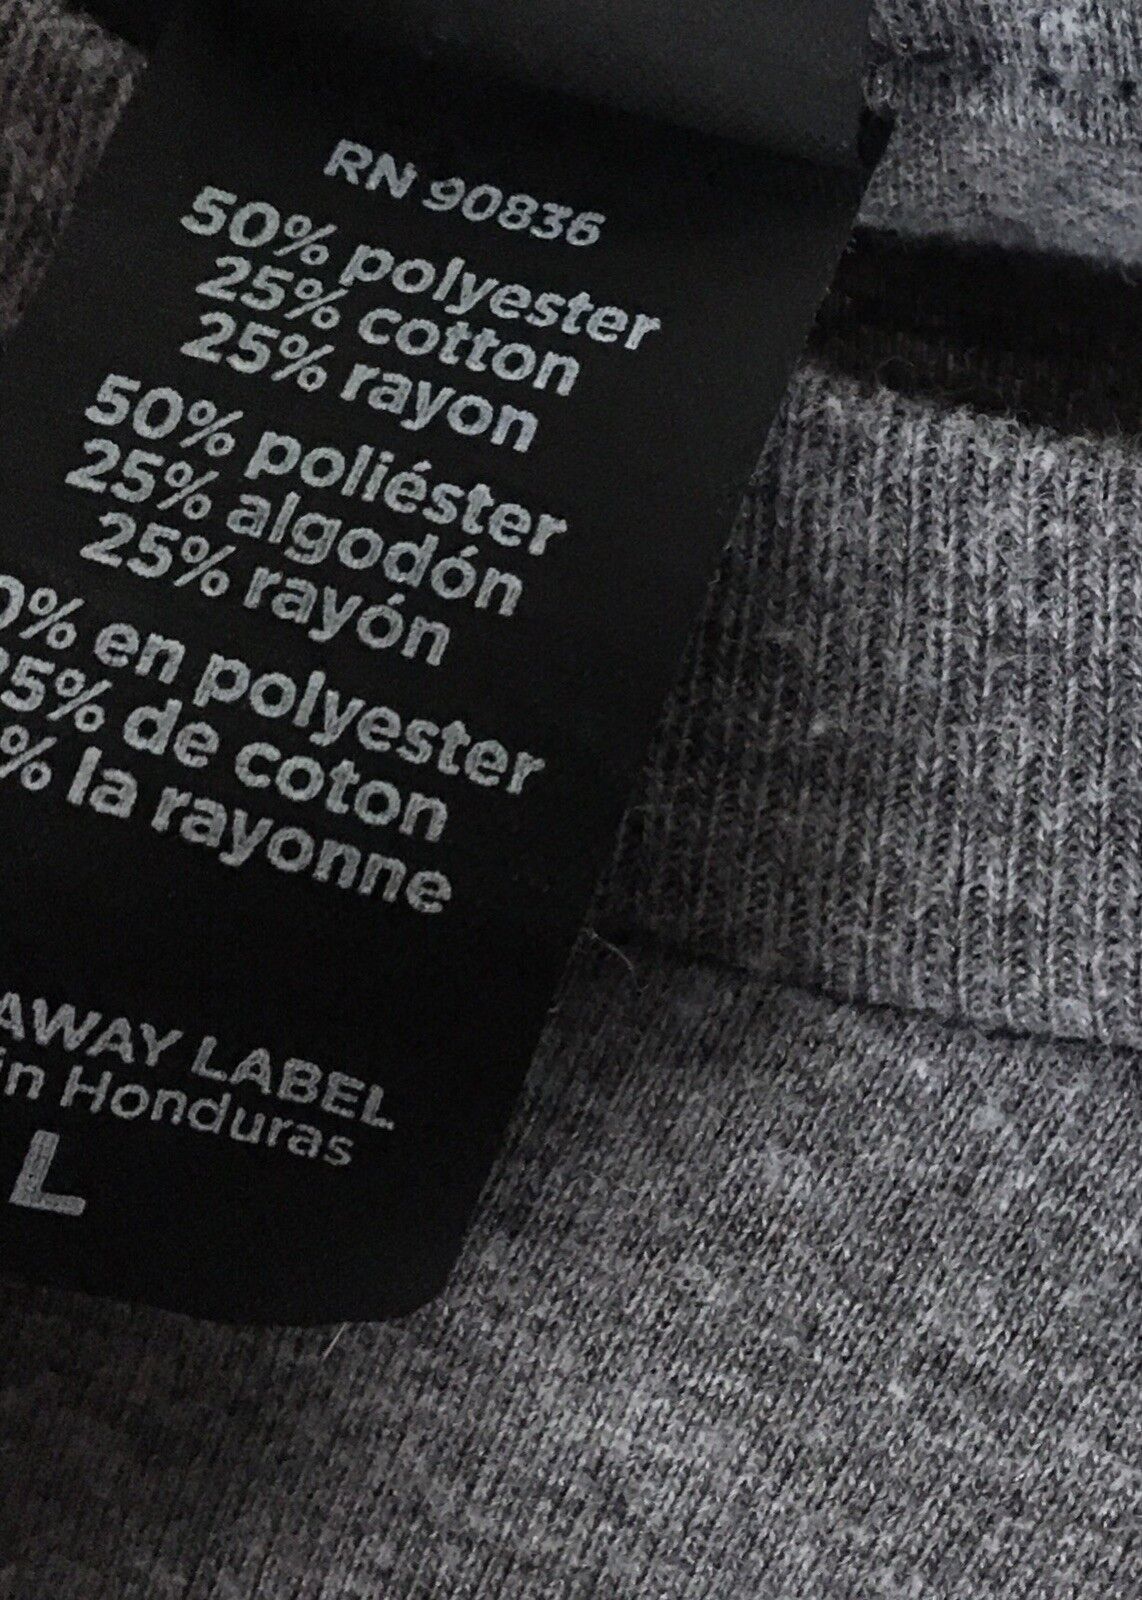 RN 90836
50% polyester
25% cotton
25% rayon
50% poliéster
25% algodón
25% rayón
0% en polyester
25% de coton
% la rayonne
AWAY LABEL
in Honduras
L